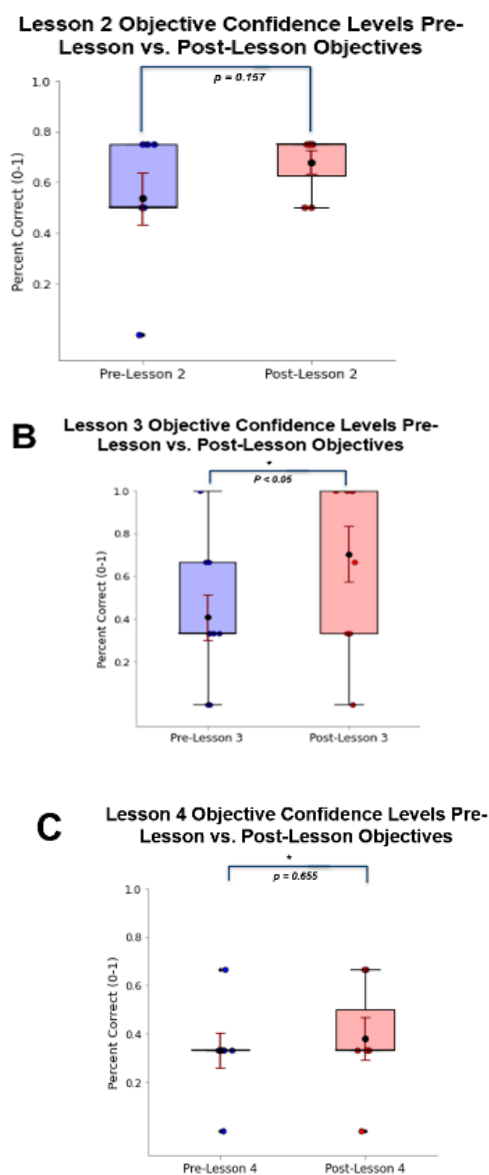 Lesson 2 Objective Confidence Levels Pre-
Lesson vs. Post-Lesson Objectives
p = 0.157
1.0
0.8
0.6
0.4
0.2
Percent Correct (0-1)
Pre-Lesson 2
Post-Lesson 2
B
Lesson 3 Objective Confidence Levels Pre-
Lesson vs. Post-Lesson Objectives
*
P < 0.05
1.0
0.8
0.6
0.4
0.2
Percent Correct (0-1)
Pre-Lesson 3
Post-Lesson 3
C
Lesson 4 Objective Confidence Levels Pre-
Lesson vs. Post-Lesson Objectives
*
p = 0.655
1.0
0.8
0.6
0.4
0.2
Percent Correct (0-1)
Pre-Lesson 4
Post-Lesson 4